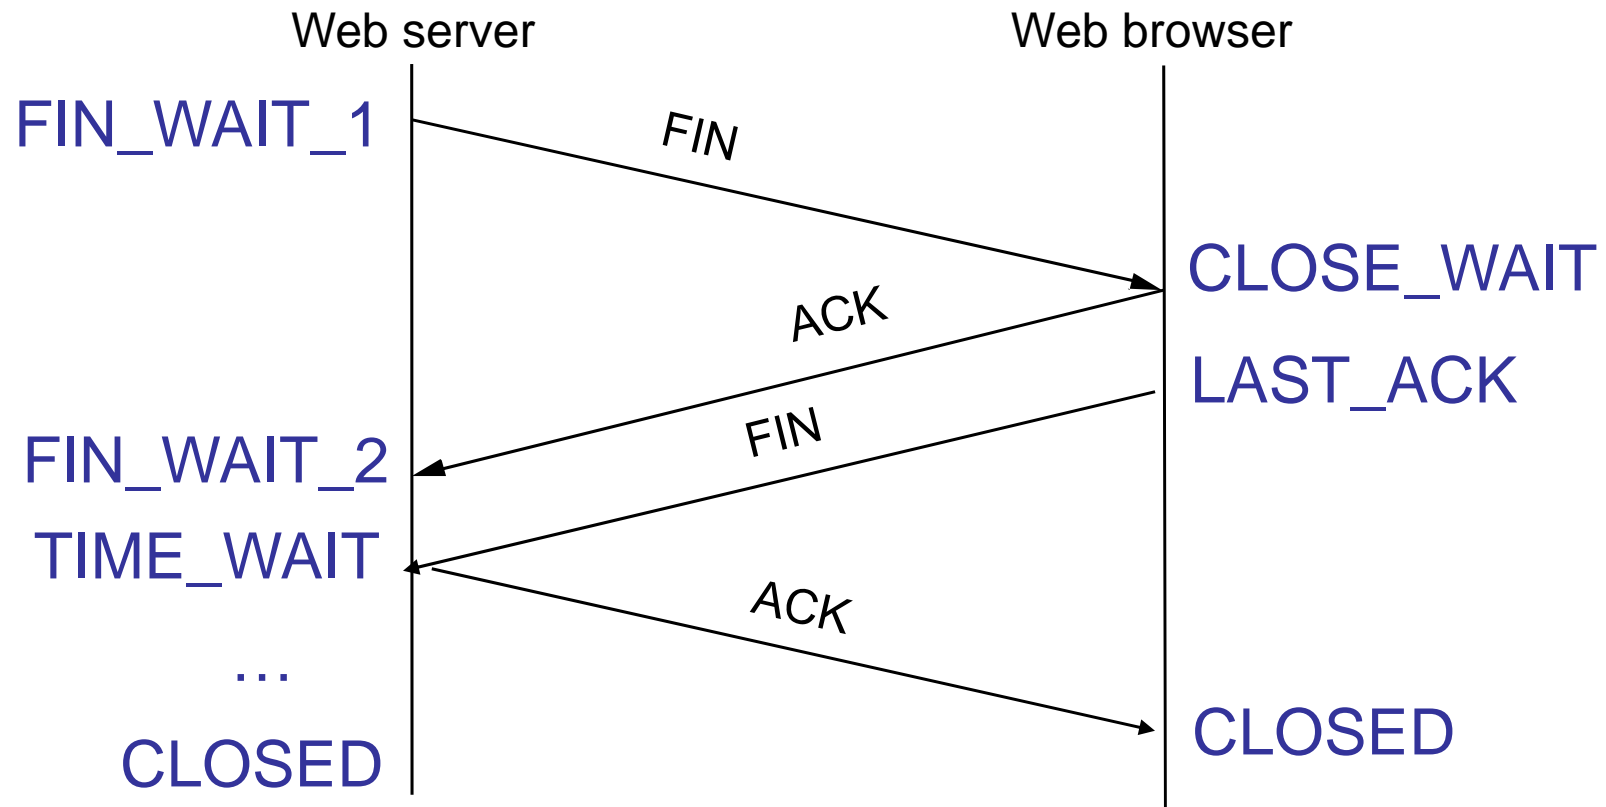 Web server
Web browser
FIN_WAIT_1
FIN
CLOSE_WAIT
ACK
LAST_ACK
FIN
FIN_WAIT_2
TIME_WAIT
ACK
…
CLOSED
CLOSED